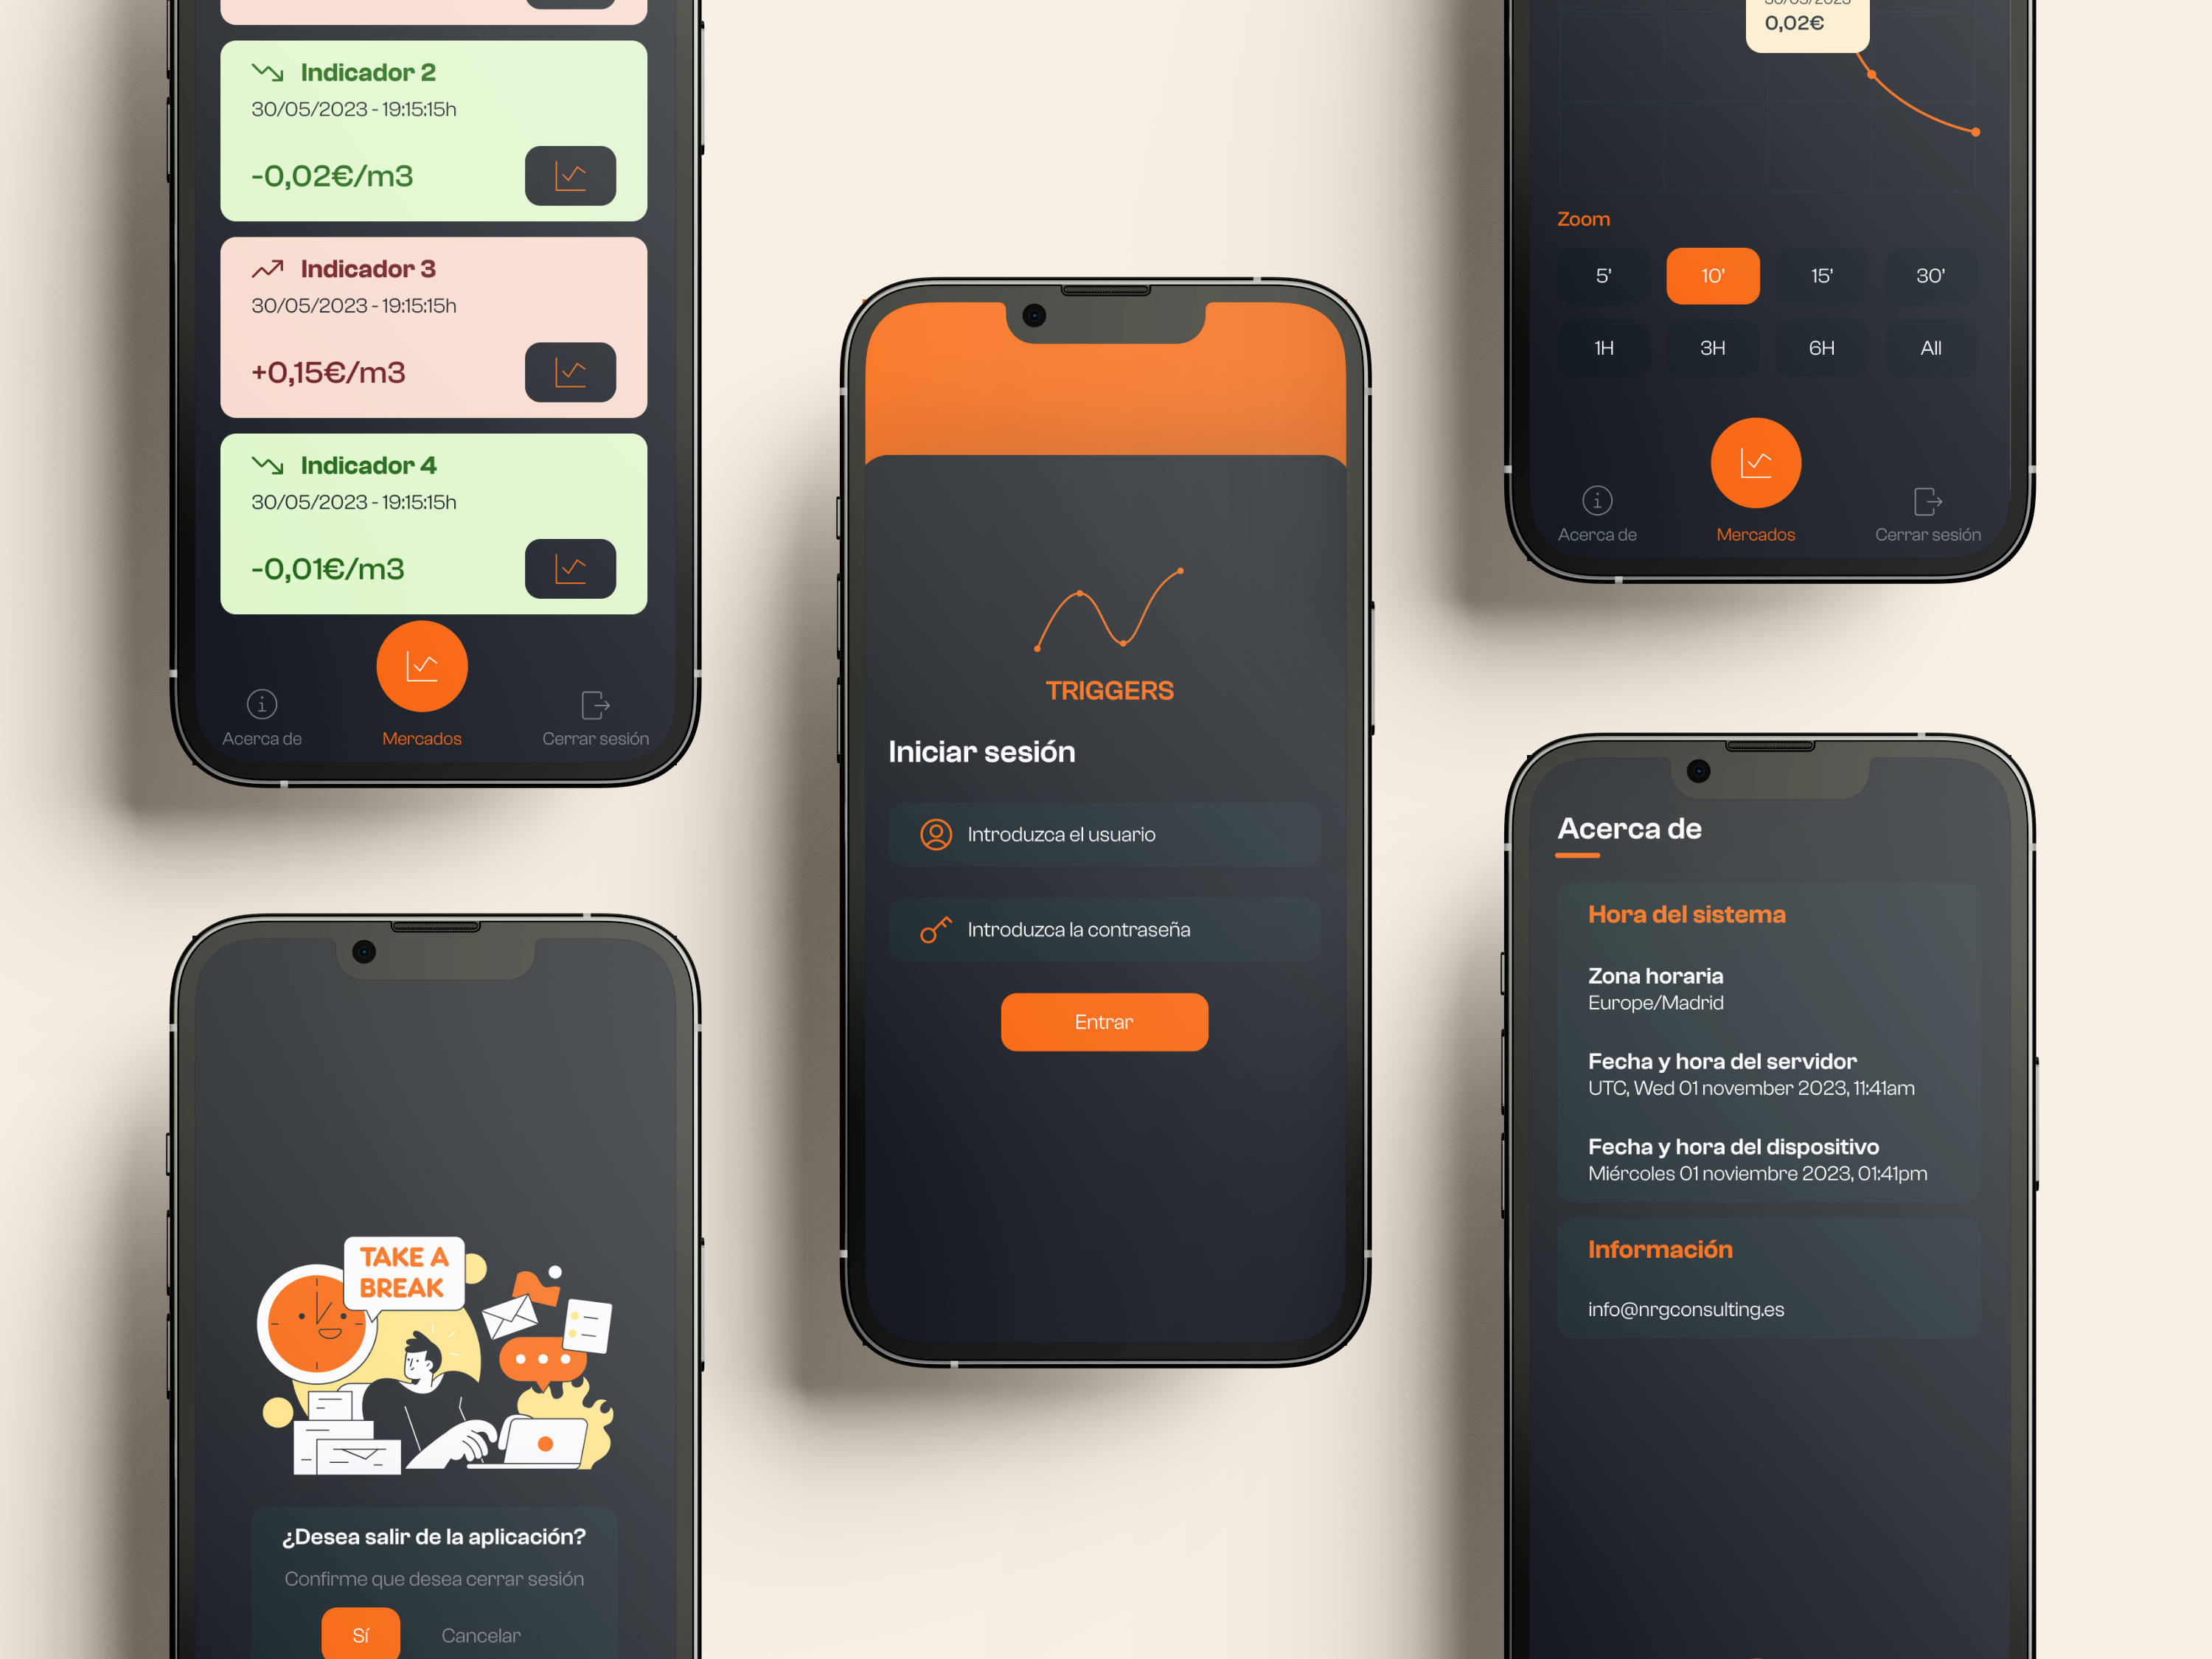 Indicador 2
30/05/2023 - 19:15:15h
-0,02€/m3
Indicador 3
30/05/2023 - 19:15:15h
+0,15€/m3
Indicador 4
30/05/2023 - 19:15:15h
-0,01€/m3
Acerca de
Mercados
Cerrar sesión
TAKE A
BREAK
¿Desea salir de la aplicación?
Confirme que desea cerrar sesión
Sí
Cancelar
TRIGGERS
Iniciar sesión
Introduzca el usuario
Introduzca la contraseña
Entrar
0,02€
Zoom
5'
10'
15'
30'
1H
3H
6H
All
Acerca de
Mercados
Cerrar sesión
Acerca de
Hora del sistema
Zona horaria
Europe/Madrid
Fecha y hora del servidor
UTC, Wed 01 november 2023, 11:41am
Fecha y hora del dispositivo
Miércoles 01 noviembre 2023, 01:41pm
Información
info@nrgconsulting.es